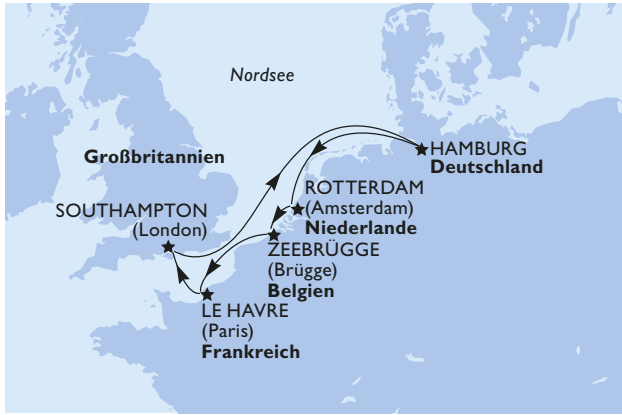 Nordsee
Großbritannien
HAMBURG
Deutschland
ROTTERDAM
(Amsterdam)
Niederlande
SOUTHAMPTON
(London)
ZEEBRÜGGE
(Brügge)
Belgien
LE HAVRE
(Paris)
Frankreich